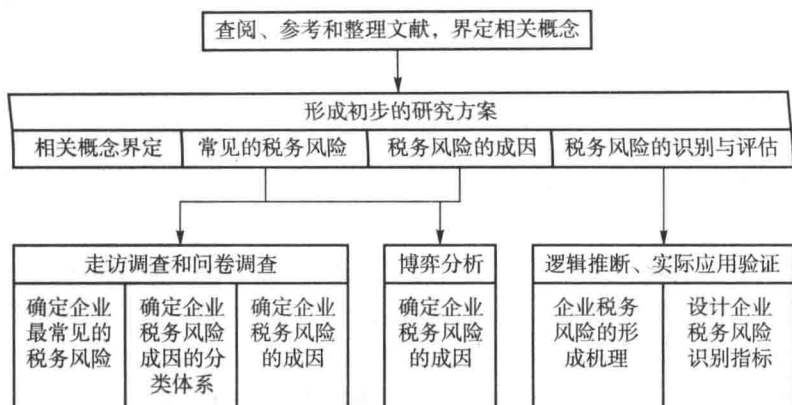 查阅、参考和整理文献，界定相关概念
形成初步的研究方案
相关概念界定
常见的税务风险
税务风险的成因
税务风险的识别与评估
走访调查和问卷调查
确定企业
最常见的
税务风险
确定企业
税务风险
成因的分
类体系
确定企业
税务风险
的成因
博弈分析
确定企业
税务风险
的成因
逻辑推断、实际应用验证
企业税务
风险的形
成机理
设计企业
税务风险
识别指标